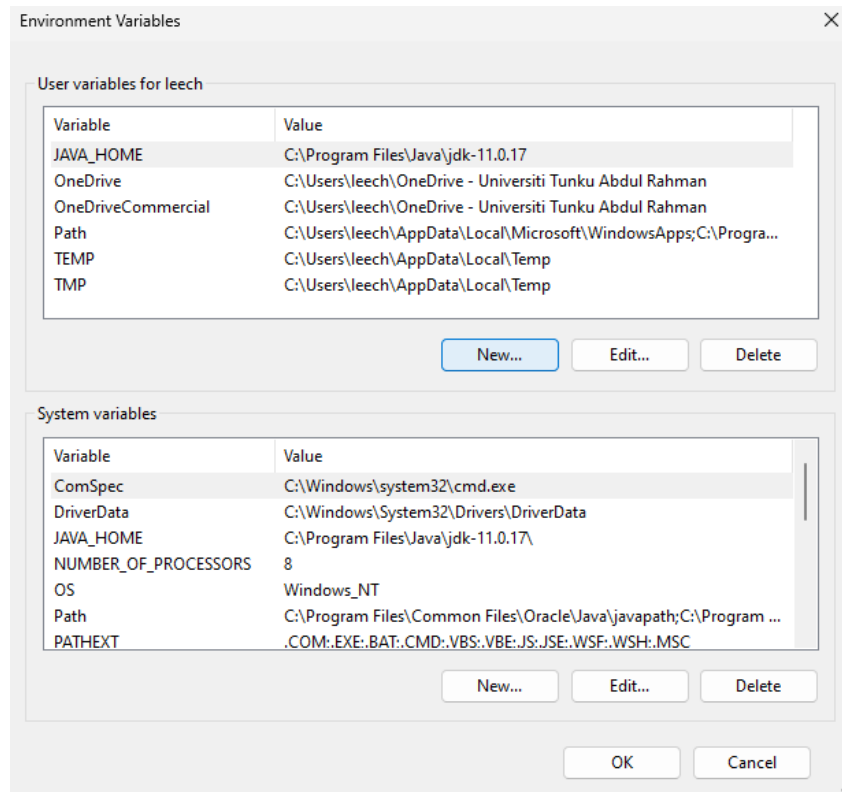 Environment Variables
User variables for leech
Variable Value
JAVA_HOME C:\Program Files\Java\jdk-11.0.17
OneDrive C:\Users\leech\OneDrive - Universiti Tunku Abdul Rahman
OneDriveCommercial C:\Users\leech\OneDrive - Universiti Tunku Abdul Rahman
Path C:\Users\leech\AppData\Local\Microsoft\WindowsApps;C:\Progra...
TEMP C:\Users\leech\AppData\Local\Temp
TMP C:\Users\leech\AppData\Local\Temp
New... Edit... Delete
System variables
Variable Value
ComSpec C:\Windows\system32\cmd.exe
DriverData C:\Windows\System32\Drivers\DriverData
JAVA_HOME C:\Program Files\Java\jdk-11.0.17\
NUMBER_OF_PROCESSORS 8
OS Windows_NT
Path C:\Program Files\Common Files\Oracle\Java\javapath;C:\Program ...
PATHEXT .COM;.EXE;.BAT;.CMD;.VBS;.VBE;.JS;.JSE;.WSF;.WSH;.MSC
New... Edit... Delete
OK Cancel